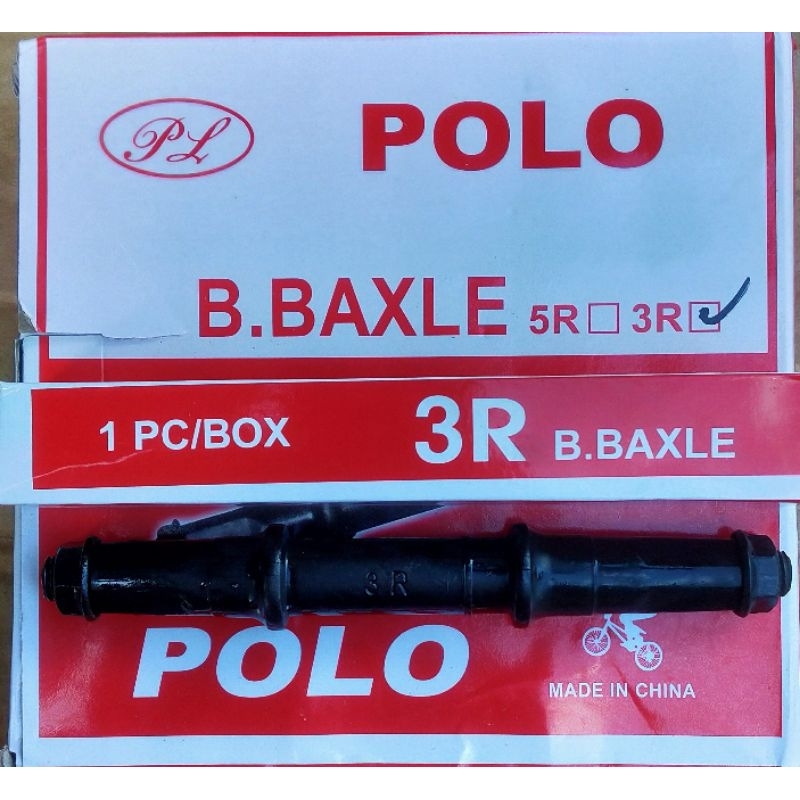 PL
POLO
B.BAXLE 5R☐ 3R☑
1 PC/BOX 3R B.BAXLE
3R
POLO
MADE IN CHINA